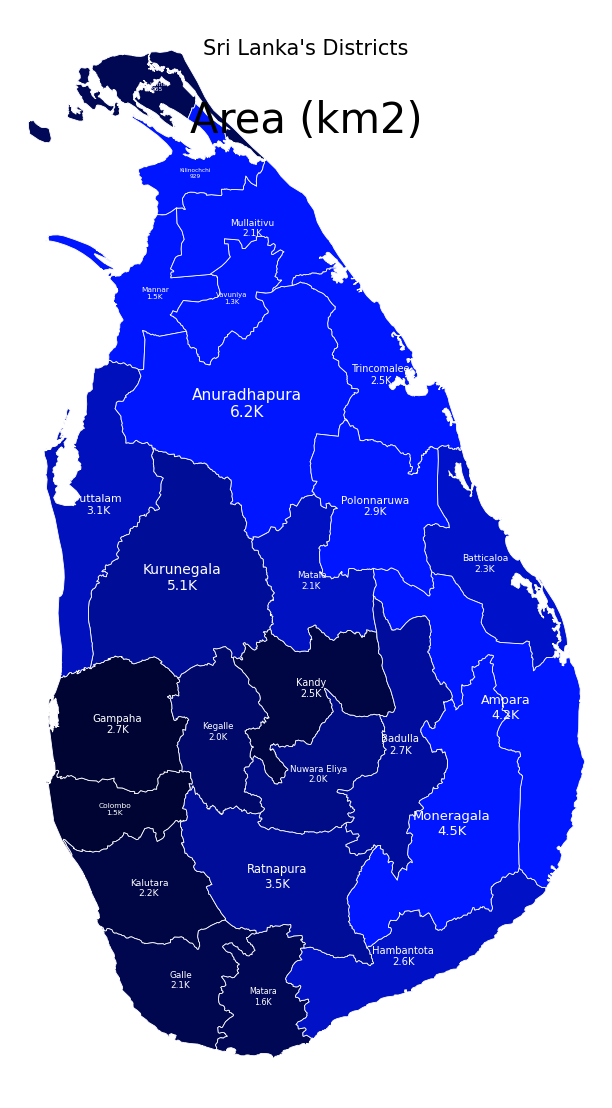 Sri Lanka's Districts
Area (km2)
Kilinochchi
929
Mullaitivu
2.1K
Mannar
1.5K
Vavuniya
1.3K
Trincomalee
2.5K
Anuradhapura
6.2K
Puttalam
3.1K
Polonnaruwa
2.9K
Batticaloa
2.3K
Kurunegala
5.1K
Matale
2.1K
Kandy
2.5K
Ampara
4.2K
Gampaha
2.7K
Kegalle
2.0K
Badulla
2.7K
Nuwara Eliya
2.0K
Colombo
1.5K
Moneragala
4.5K
Ratnapura
3.5K
Kalutara
2.2K
Hambantota
2.6K
Galle
2.1K
Matara
1.6K